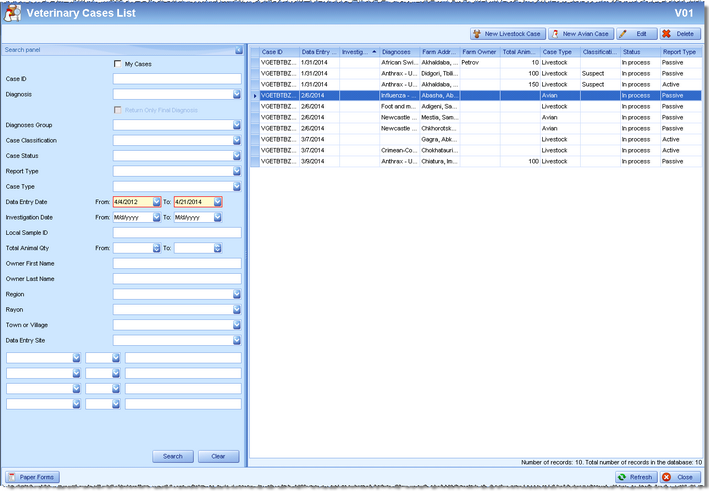 Veterinary Cases List V01
New Livestock Case New Avian Case Edit Delete
Search panel
My Cases
Case ID
Diagnosis
Return Only Final Diagnosis
Diagnoses Group
Case Classification
Case Status
Report Type
Case Type
Data Entry Date From: 4/4/2012 To: 4/21/2014
Investigation Date From: M/d/yyyy To: M/d/yyyy
Local Sample ID
Total Animal Qty From: To:
Owner First Name
Owner Last Name
Region
Rayon
Town or Village
Data Entry Site
Search Clear
Case ID Data Entry ... Investig... Diagnoses Farm Addr... Farm Owner Total Anim... Case Type Classificati... Status Report Type
VGETBTBZ... 1/31/2014 African Swi... Akhaldaba, ... Petrov 10 Livestock In process Passive
VGETBTBZ... 1/31/2014 Anthrax - U... Didgori, Tbil... 100 Livestock Suspect In process Passive
VGETBTBZ... 1/31/2014 Anthrax - U... Akhaldaba, ... 150 Livestock Suspect In process Active
VGETBTBZ... 2/6/2014 Influenza - ... Abasha, Ab... Avian In process Passive
VGETBTBZ... 2/6/2014 Foot and m... Adigeni, Sa... Livestock In process Passive
VGETBTBZ... 2/6/2014 Newcastle ... Mestia, Sam... Avian In process Passive
VGETBTBZ... 2/6/2014 Newcastle ... Chkhorotsk... Avian In process Passive
VGETBTBZ... 3/7/2014 Gagra, Abk... Livestock In process Active
VGETBTBZ... 3/7/2014 Crimean-Co... Chokhatauri... Livestock In process Active
VGETBTBZ... 3/9/2014 Anthrax - U... Chiatura, Im... 100 Livestock In process Passive
Number of records: 10. Total number of records in the database: 10
Paper Forms Refresh Close